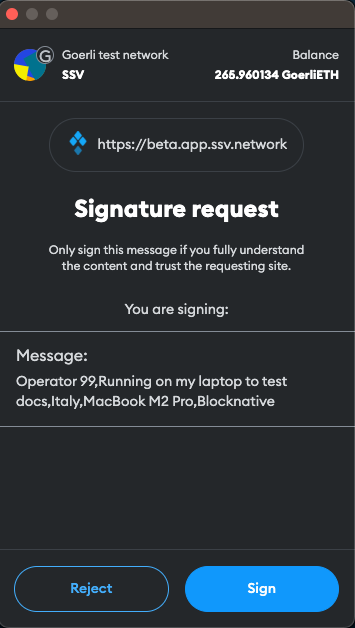 G
Goerli test network
Balance
SSV
265.960134 GoerliETH
https://beta.app.ssv.network
Signature request
Only sign this message if you fully understand
the content and trust the requesting site.
You are signing:
Message:
Operator 99,Running on my laptop to test
docs,Italy,MacBook M2 Pro,Blocknative
Reject
Sign